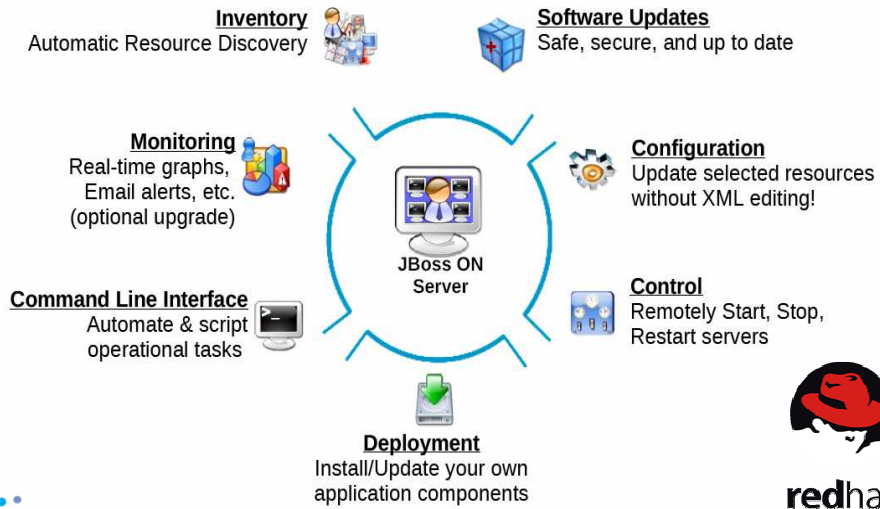 Inventory
Automatic Resource Discovery
Software Updates
Safe, secure, and up to date
Monitoring
Real-time graphs,
Email alerts, etc.
(optional upgrade)
Configuration
Update selected resources
without XML editing!
JBoss ON
Server
Command Line Interface
Automate & script
operational tasks
>_
Control
Remotely Start, Stop,
Restart servers
Deployment
Install/Update your own
application components
redha